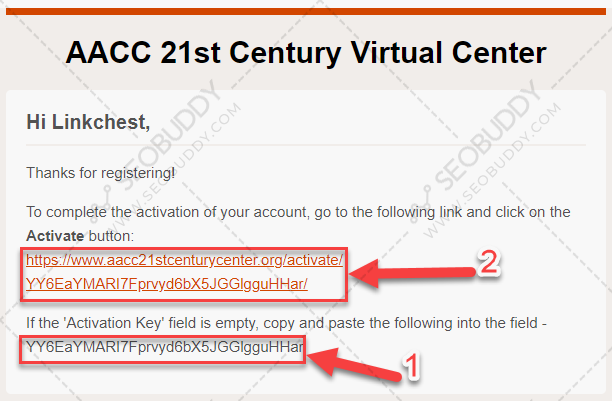 AACC 21st Century Virtual Center
Hi Linkchest,
Thanks for registering!
To complete the activation of your account, go to the following link and click on the
Activate button:
https://www.aacc21stcenturycenter.org/activate/
YY6EaYMARI7Fprvyd6bX5JGGlgguHHar/
2
If the 'Activation Key' field is empty, copy and paste the following into the field -
YY6EaYMARI7Fprvyd6bX5JGGlgguHHar
1
SEOBUDDY
WWW.SEOBUDDY.COM
SEOBUDDY
WWW.SEOBUDDY.COM